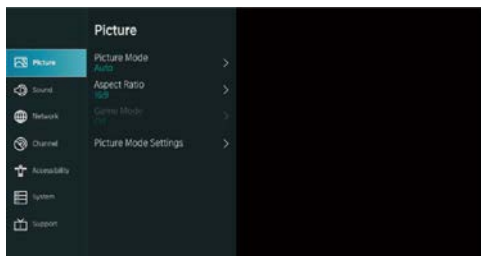 Picture
Sound
Network
Channel
Accessibility
System
Support
Picture
Picture Mode
Auto
Aspect Ratio
16:9
Game Mode
Picture Mode Settings